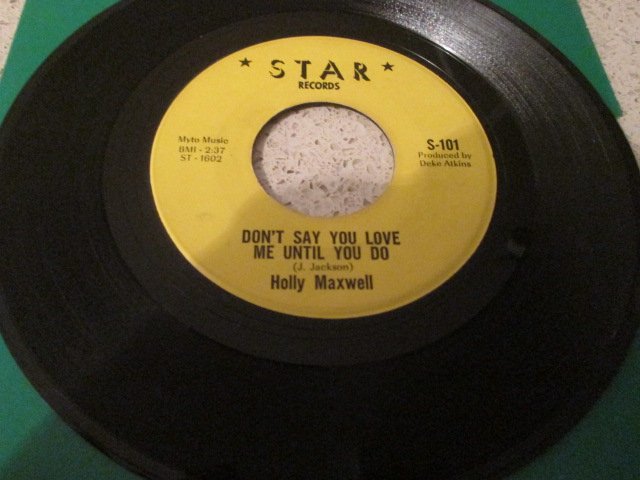 ★ STAR ★
RECORDS
Myto Music
BMI - 2:37
ST - 1602
S-101
Produced by
Deke Atkins
DON'T SAY YOU LOVE
ME UNTIL YOU DO
(J. Jackson)
Holly Maxwell